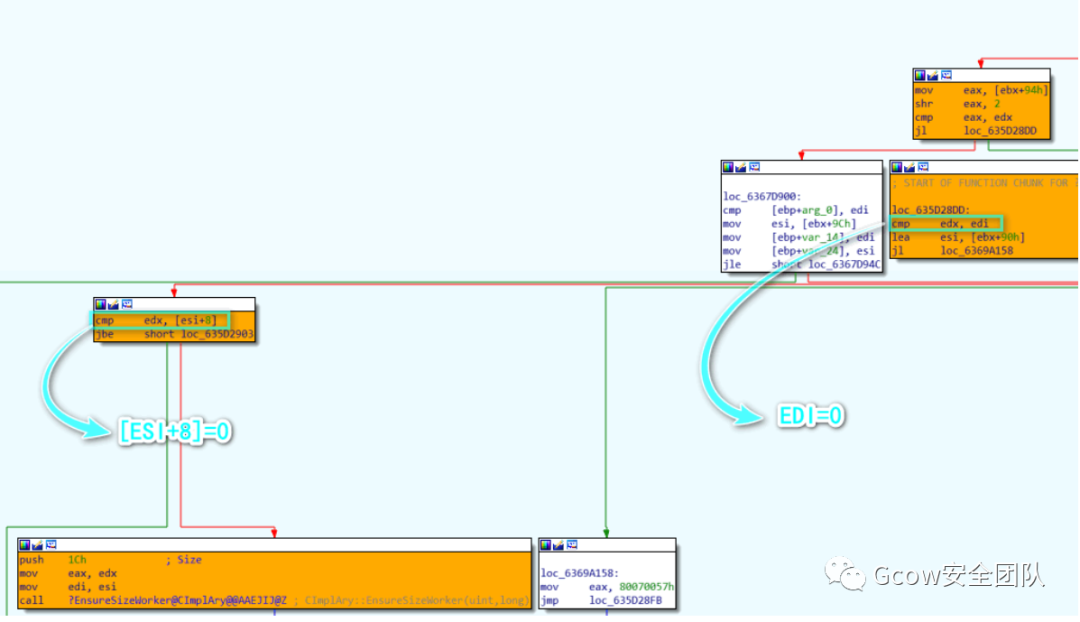 mov eax, [ebx+94h]
shr eax, 2
cmp eax, edx
jl loc_635D28DD
loc_6367D900:
cmp [ebp+arg_0], edi
mov esi, [ebx+9Ch]
mov [ebp+var_14], edi
mov [ebp+var_24], esi
jle short loc_6367D94C
; START OF FUNCTION CHUNK FOR
loc_635D28DD:
cmp edx, edi
lea esi, [ebx+90h]
jl loc_6369A158
cmp edx, [esi+8]
jbe short loc_635D2903
[ESI+8]=0
EDI=0
push 1Ch ; Size
mov eax, edx
mov edi, esi
call ?EnsureSizeWorker@CImplAry@@AAEJIJ@Z ; CImplAry::EnsureSizeWorker(uint,long)
loc_6369A158:
mov eax, 80070057h
jmp loc_635D28FB
Gcow安全团队